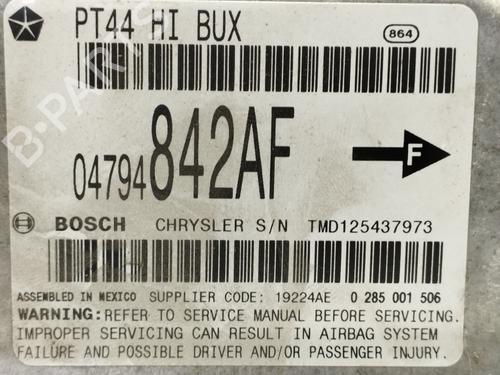 PT44 HI BUX
864
04794842AF
F
BOSCH CHRYSLER S/N TMD125437973
ASSEMBLED IN MEXICO SUPPLIER CODE: 19224AE 0 285 001 506
WARNING: REFER TO SERVICE MANUAL BEFORE SERVICING.
IMPROPER SERVICING CAN RESULT IN AIRBAG SYSTEM
FAILURE AND POSSIBLE DRIVER AND/OR PASSENGER INJURY.
B-PARTS